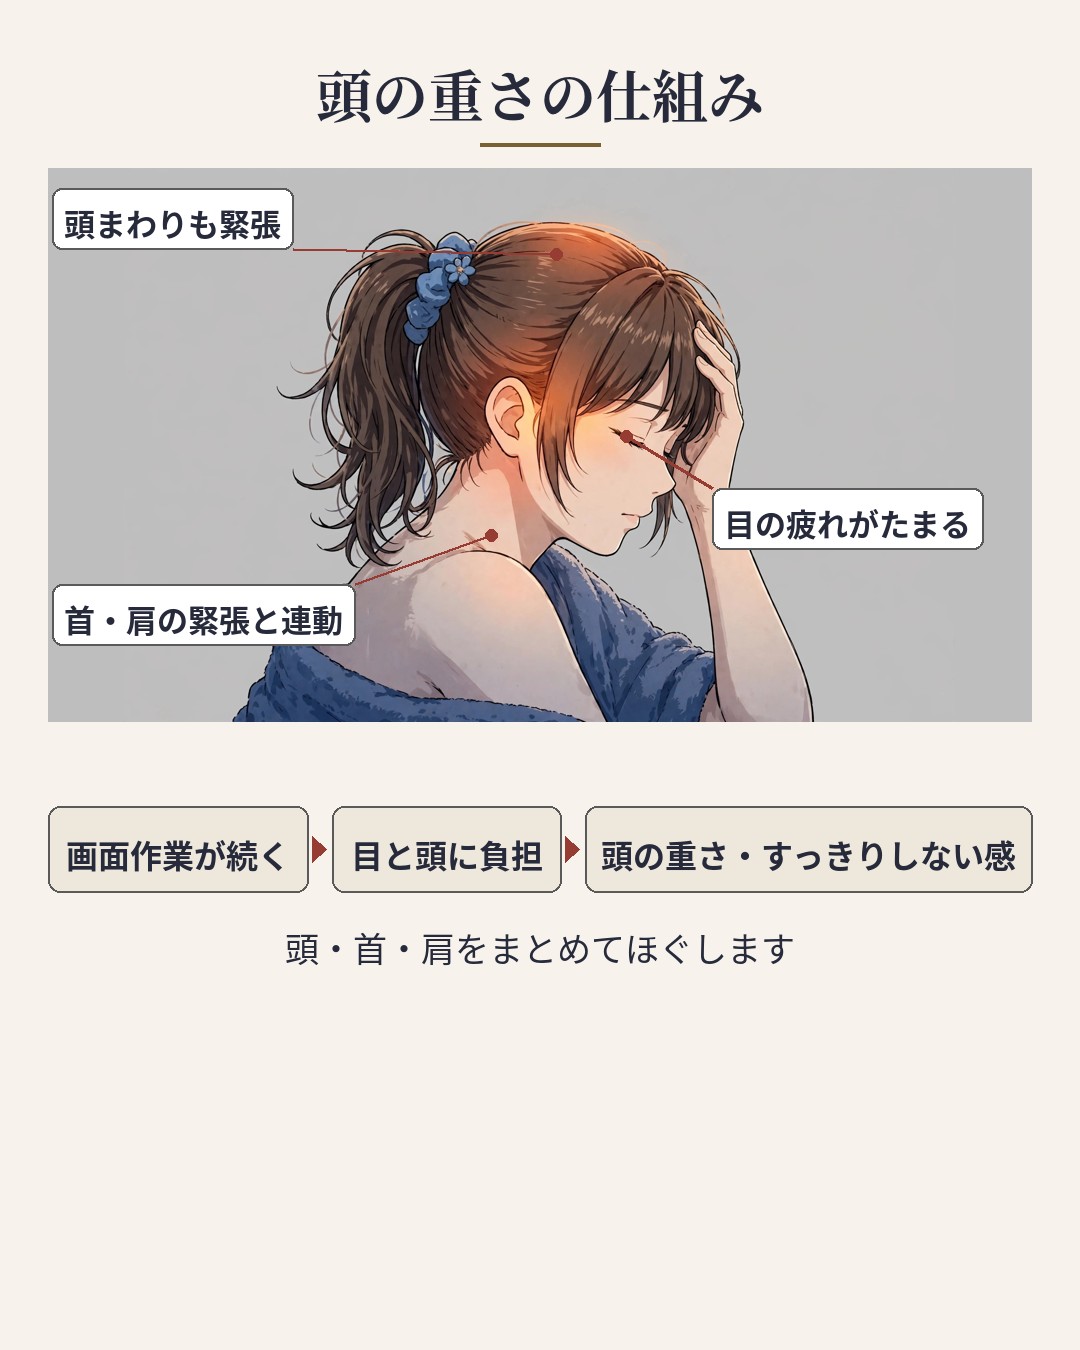 頭の重さの仕組み
頭まわりも緊張
目の疲れがたまる
首・肩の緊張と連動
画面作業が続く
目と頭に負担
頭の重さ・すっきりしない感
頭・首・肩をまとめてほぐします